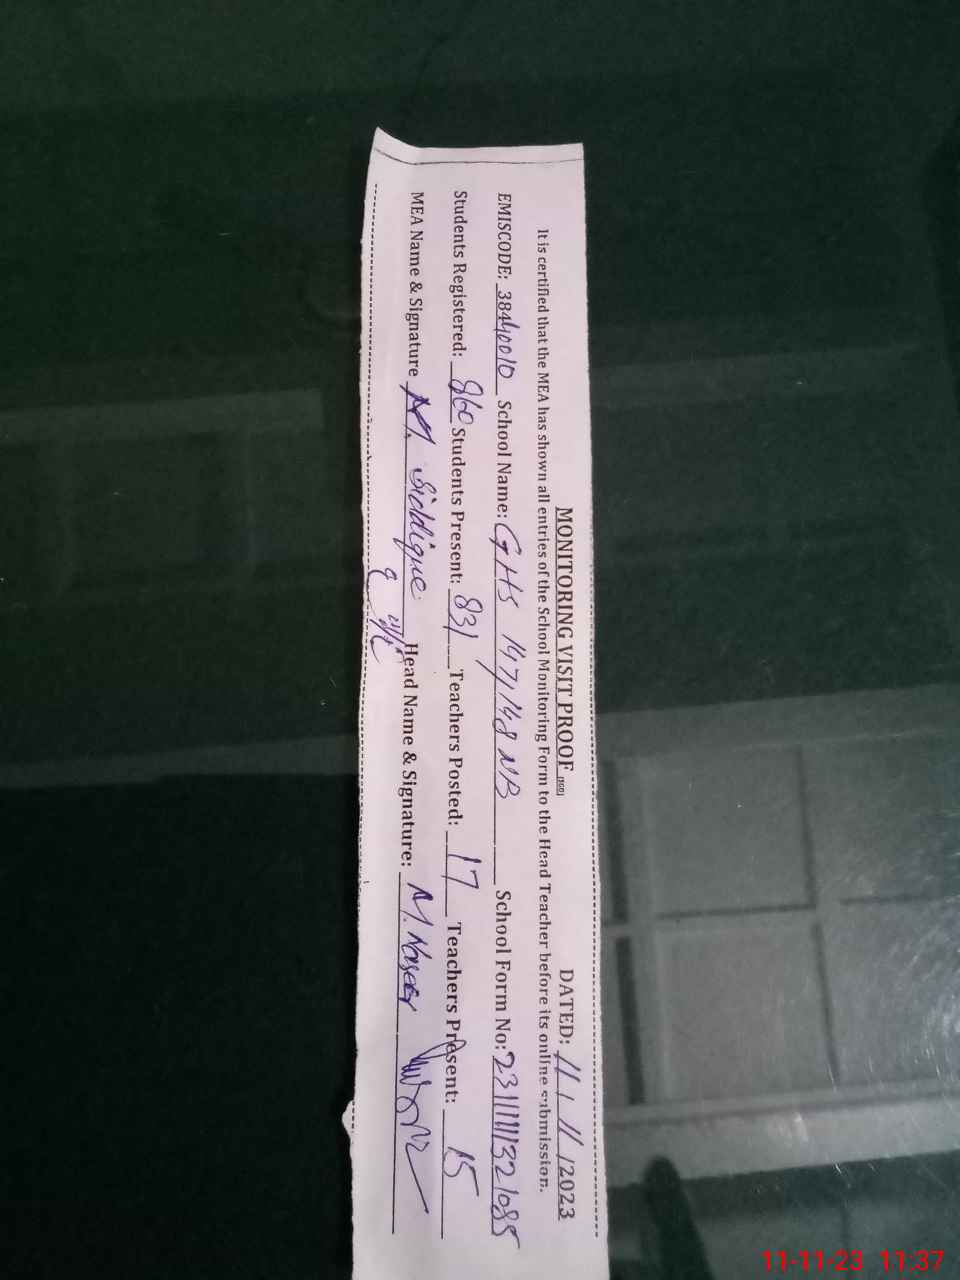 MONITORING VISIT PROOF DATED: 11 / 11 /2023
It is certified that the MEA has shown all entries of the School Monitoring Form to the Head Teacher before its online submission.
EMISCODE: 38440010 School Name: GHS 147,148 NB School Form No:
Students Registered: 860 Students Present: 831 Teachers Posted: 17 Teachers Present: 15
MEA Name & Signature M. Siddique Head Name & Signature: M. Naseer
11-11-23 11:37